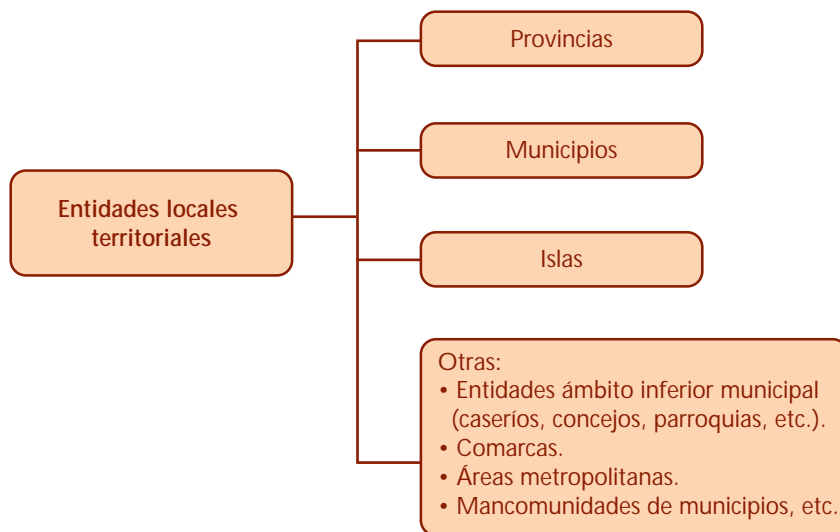 Provincias
Municipios
Entidades locales
territoriales
Islas
Otras:
• Entidades ámbito inferior municipal
(caseríos, concejos, parroquias, etc.).
• Comarcas.
• Áreas metropolitanas.
• Mancomunidades de municipios, etc.